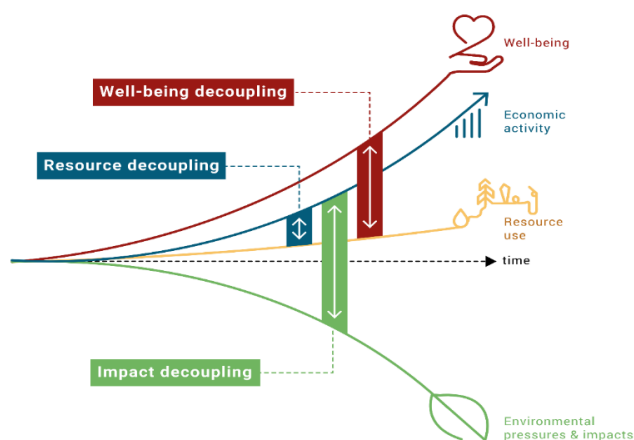 Well-being
Well-being decoupling
Economic
activity
Resource decoupling
Resource
use
time
Impact decoupling
Environmental
pressures & impacts